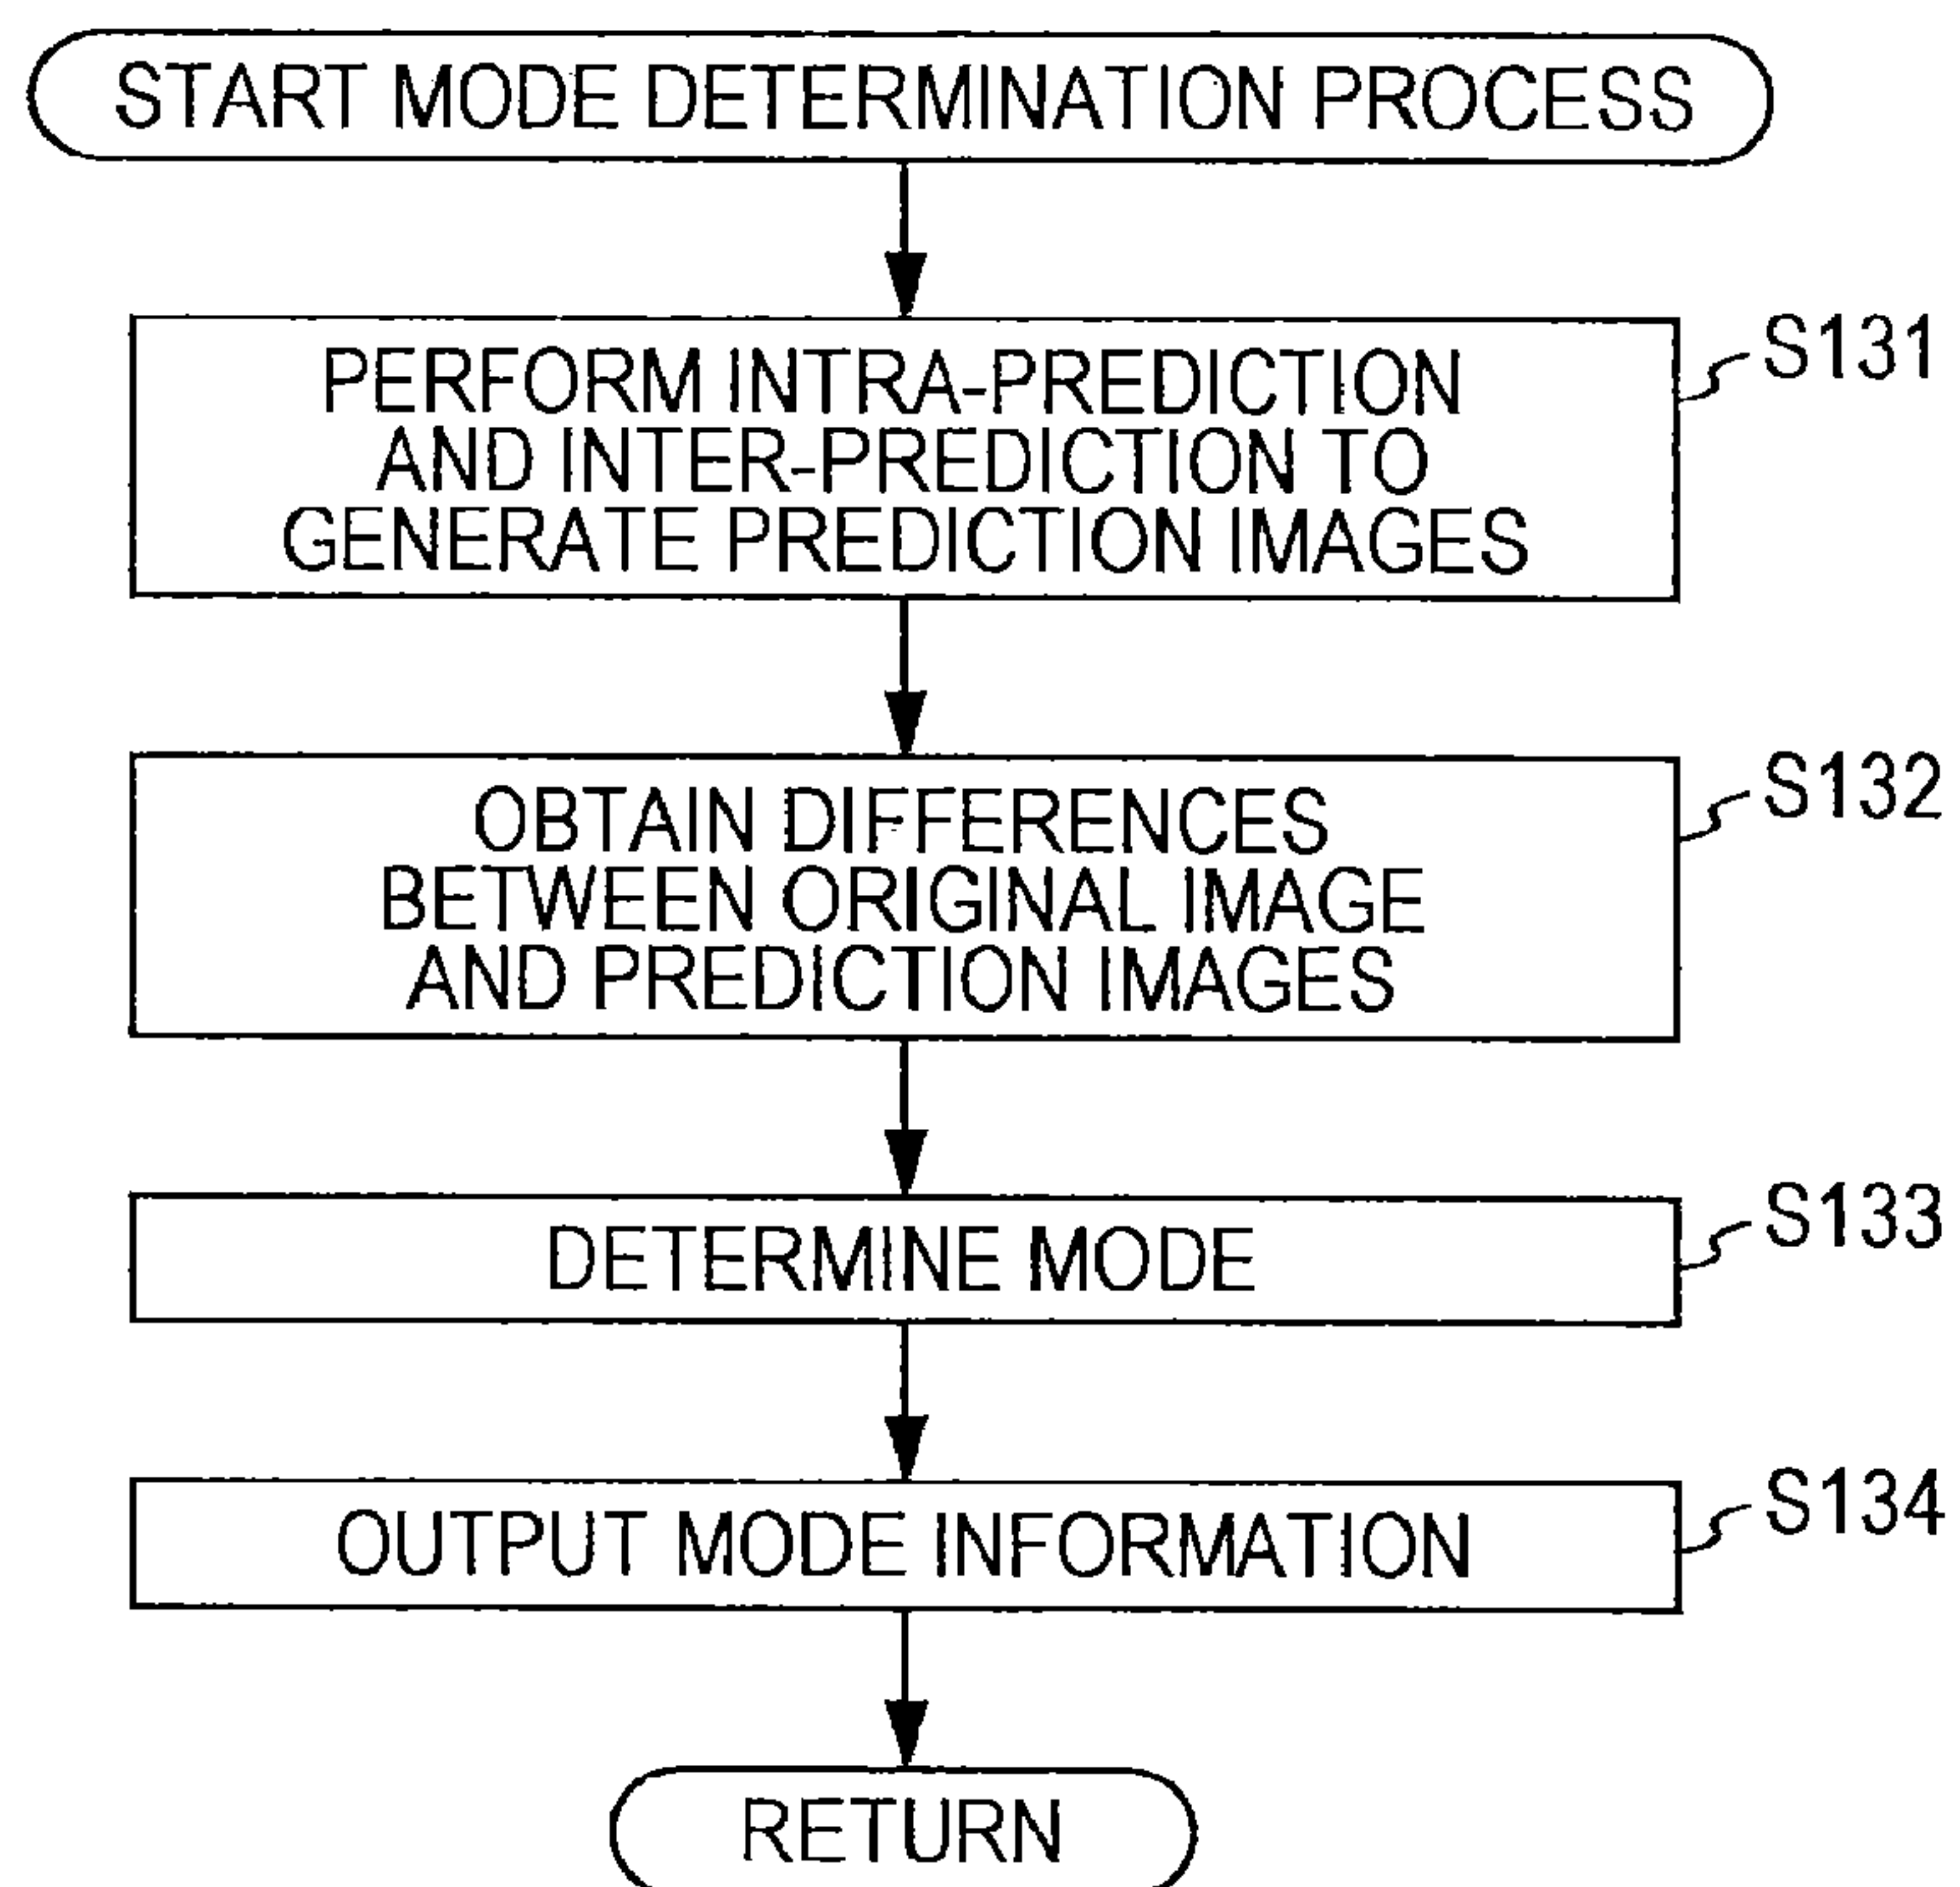 START MODE DETERMINATION PROCESS
PERFORM INTRA-PREDICTION
AND INTER-PREDICTION TO
GENERATE PREDICTION IMAGES
S131
OBTAIN DIFFERENCES
BETWEEN ORIGINAL IMAGE
AND PREDICTION IMAGES
S132
DETERMINE MODE
S133
OUTPUT MODE INFORMATION
S134
RETURN